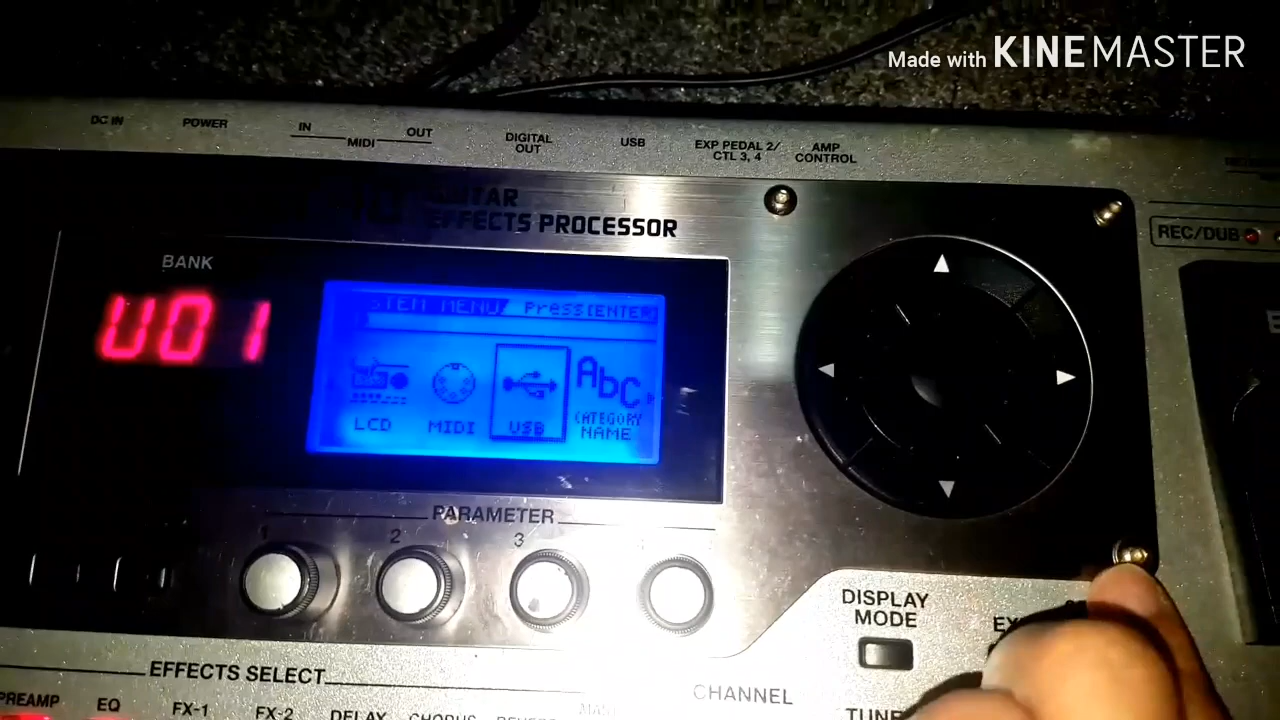 Made with KINEMASTER
DC IN
POWER
IN
OUT
MIDI
DIGITAL
OUT
USB
EXP PEDAL 2/
CTL 3, 4
AMP
CONTROL
EFFECTS PROCESSOR
REC/DUB
BANK
U01
MENU Press[ENTER]
LCD
MIDI
USB
Abc
CATEGORY
NAME
PARAMETER
1
2
3
DISPLAY
MODE
EFFECTS SELECT
PREAMP
EQ
FX-1
FX-2
DELAY
CHORUS
CHANNEL